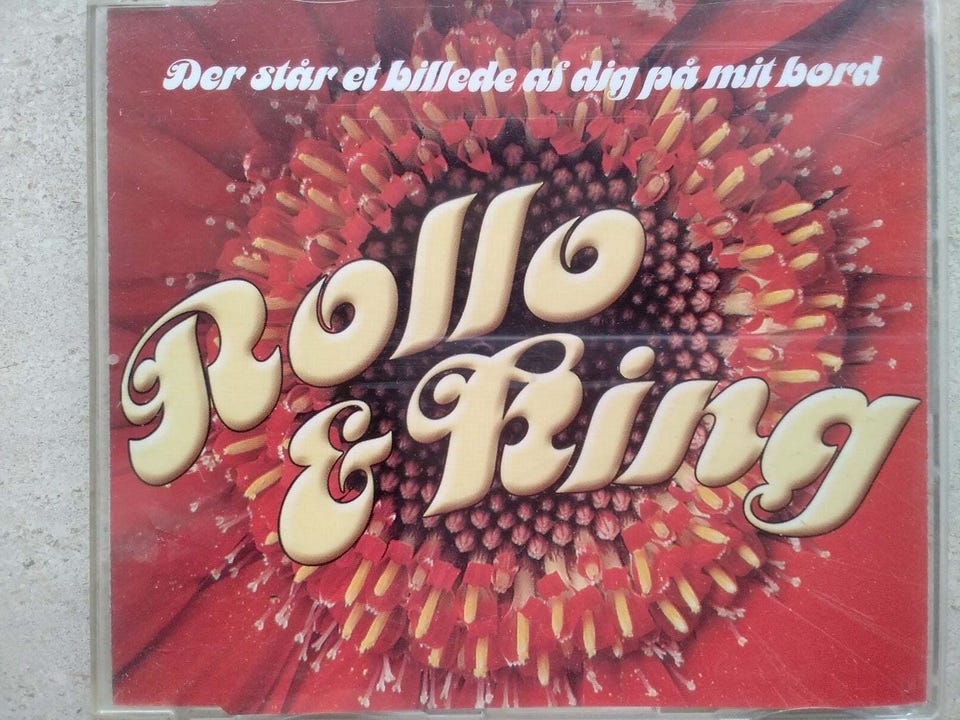 Der står et billede af dig på mit bord
Rollo
& King